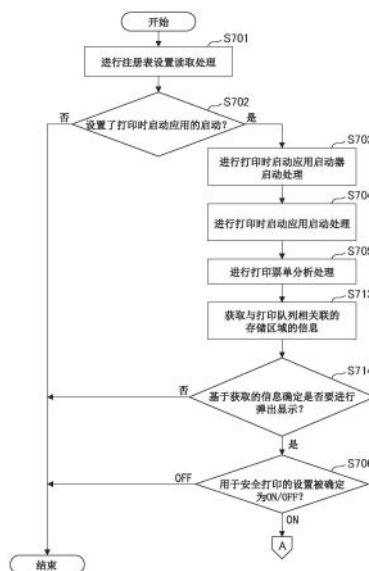 开始
S701
进行注册表设置读取处理
S702
设置了打印时启动应用的启动?
否
是
S703
进行打印时启动应用启动器
启动处理
S704
进行打印时启动应用启动处理
S705
进行打印票单分析处理
S713
获取与打印队列相关联的
存储区域的信息
S714
基于获取的信息确定是否要进行
弹出显示?
否
是
S706
用于安全打印的设置被确定
为ON/OFF?
OFF
ON
A
结束